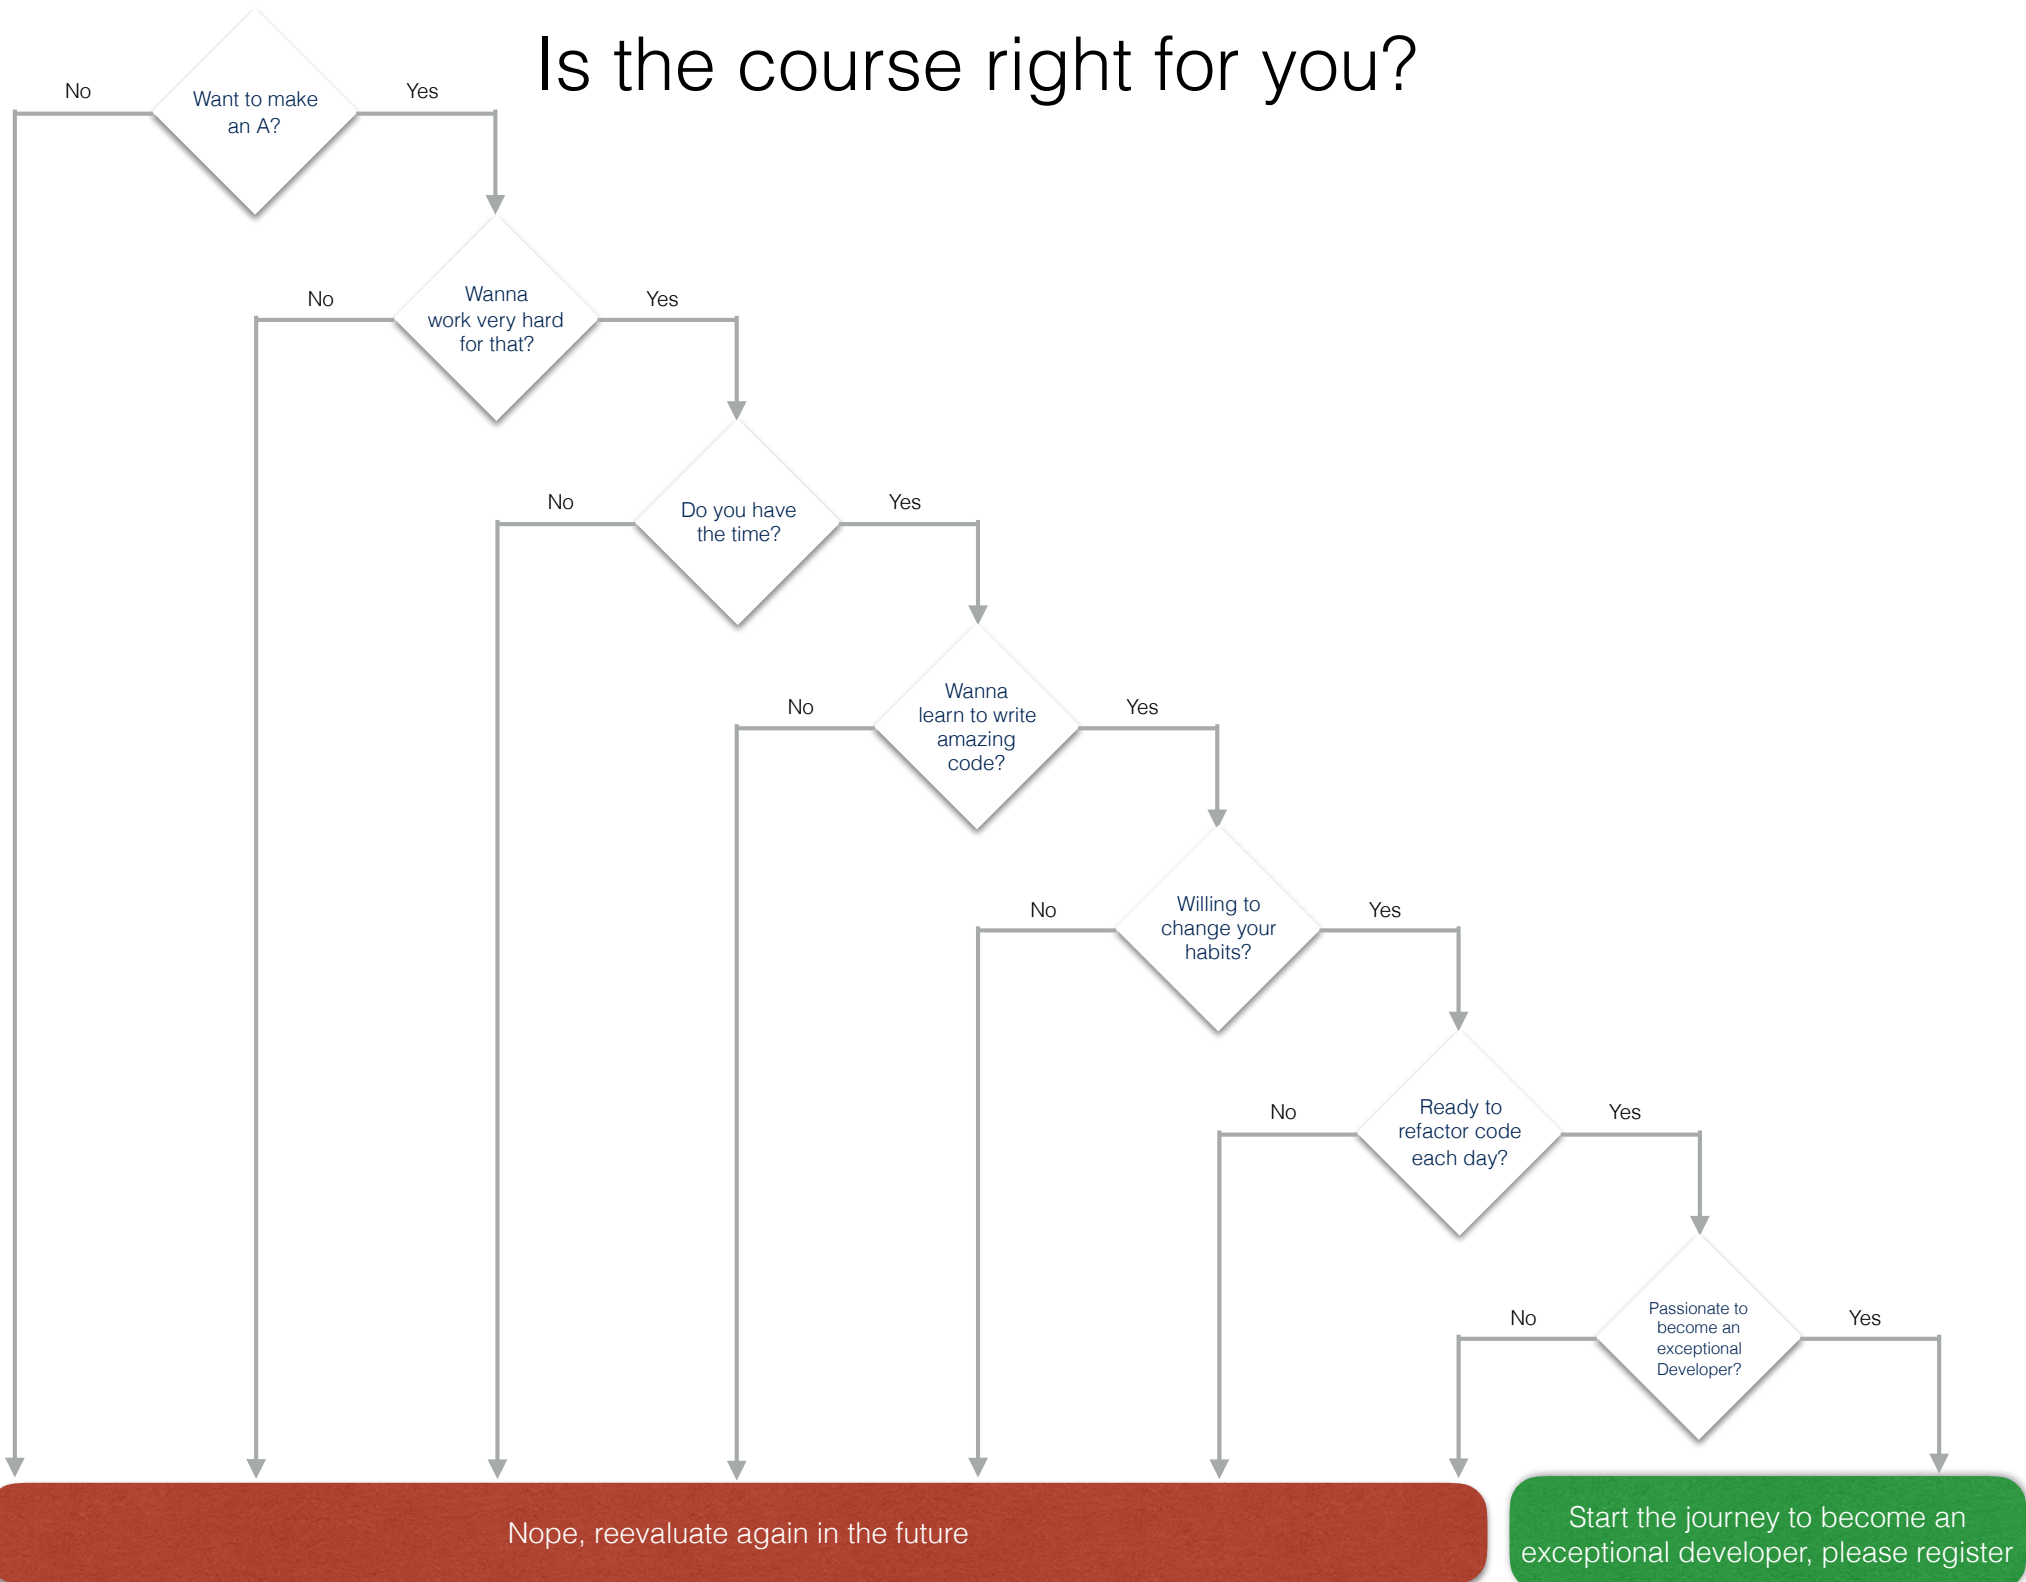 Is the course right for you?
No
Want to make
an A?
Yes
No
Wanna
work very hard
for that?
Yes
No
Do you have
the time?
Yes
No
Wanna
learn to write
amazing
code?
Yes
No
Willing to
change your
habits?
Yes
No
Ready to
refactor code
each day?
Yes
No
Passionate to
become an
exceptional
Developer?
Yes
Nope, reevaluate again in the future
Start the journey to become an
exceptional developer, please register